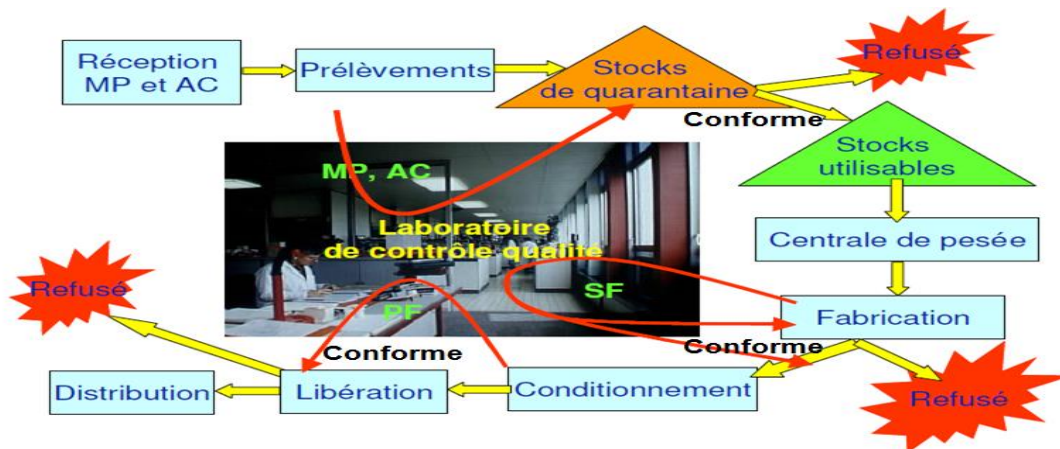 Réception
MP et AC
Prélèvements
Stocks
de quarantaine
Refusé
Conforme
Stocks
utilisables
MP, AC
Laboratoire
de contrôle qualité
Centrale de pesée
Refusé
SF
PF
Fabrication
Conforme
Conforme
Distribution
Libération
Conditionnement
Refusé